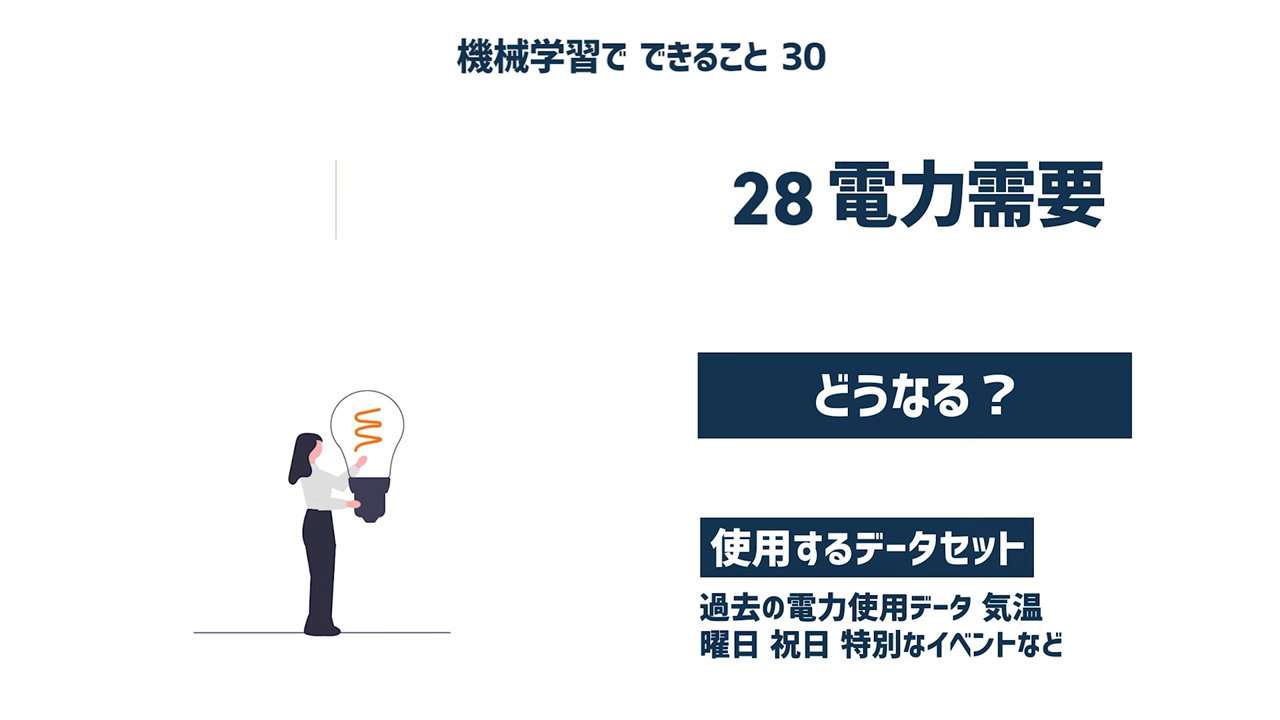 機械学習で できること 30
28 電力需要
どうなる？
使用するデータセット
過去の電力使用データ 気温
曜日 祝日 特別なイベントなど